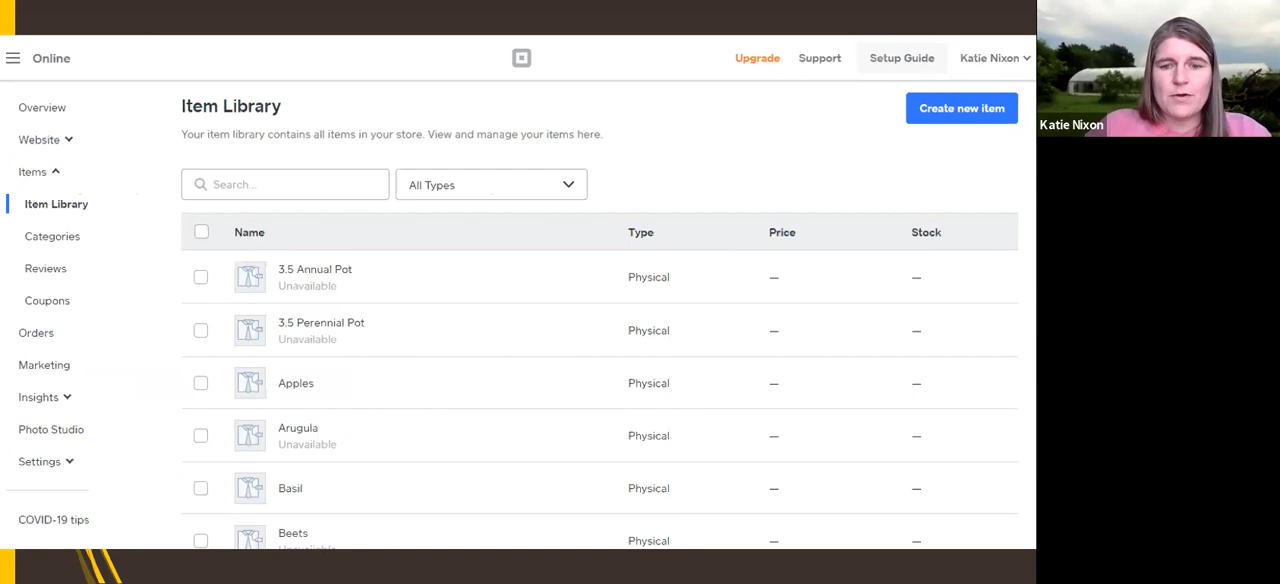 Online
Upgrade
Support
Setup Guide
Katie Nixon
Katie Nixon
Overview
Website
Items
Item Library
Categories
Reviews
Coupons
Orders
Marketing
Insights
Photo Studio
Settings
COVID-19 tips
Item Library
Create new item
Your item library contains all items in your store. View and manage your items here.
Search...
All Types
Name Type Price Stock
3.5 Annual Pot
Unavailable
Physical — —
3.5 Perennial Pot
Unavailable
Physical — —
Apples Physical — —
Arugula
Unavailable
Physical — —
Basil Physical — —
Beets
Unavailable
Physical — —